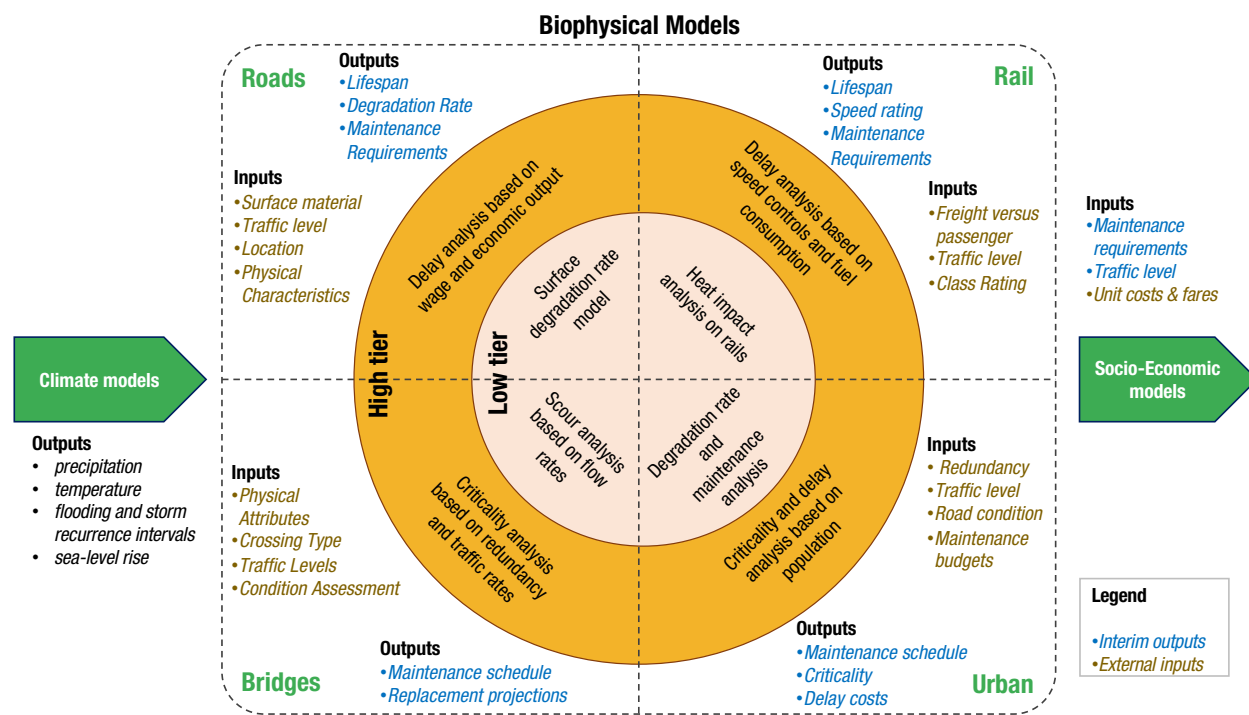 Biophysical Models
Roads
Outputs
•Lifespan
•Degradation Rate
•Maintenance
Requirements
Inputs
•Surface material
•Traffic level
•Location
•Physical
Characteristics
Delay analysis based on
wage and economic output
Surface
degradation rate
model
Rail
Outputs
•Lifespan
•Speed rating
•Maintenance
Requirements
Inputs
•Freight versus
passenger
•Traffic level
•Class Rating
Delay analysis based on
speed controls and fuel
consumption
Heat impact
analysis on rails
High tier
Low tier
Climate models
Outputs
• precipitation
• temperature
• flooding and storm
recurrence intervals
• sea-level rise
Inputs
•Physical
Attributes
•Crossing Type
•Traffic Levels
•Condition Assessment
Criticality analysis
based on redundancy
and traffic rates
Scour analysis
based on flow
rates
Outputs
•Maintenance schedule
•Replacement projections
Bridges
Degradation rate
and
maintenance
analysis
Criticality and delay
analysis based on
population
Inputs
• Redundancy
•Traffic level
•Road condition
•Maintenance
budgets
Outputs
•Maintenance schedule
•Criticality
•Delay costs
Urban
Inputs
•Maintenance
requirements
•Traffic level
•Unit costs & fares
Socio-Economic
models
Legend
•Interim outputs
•External inputs